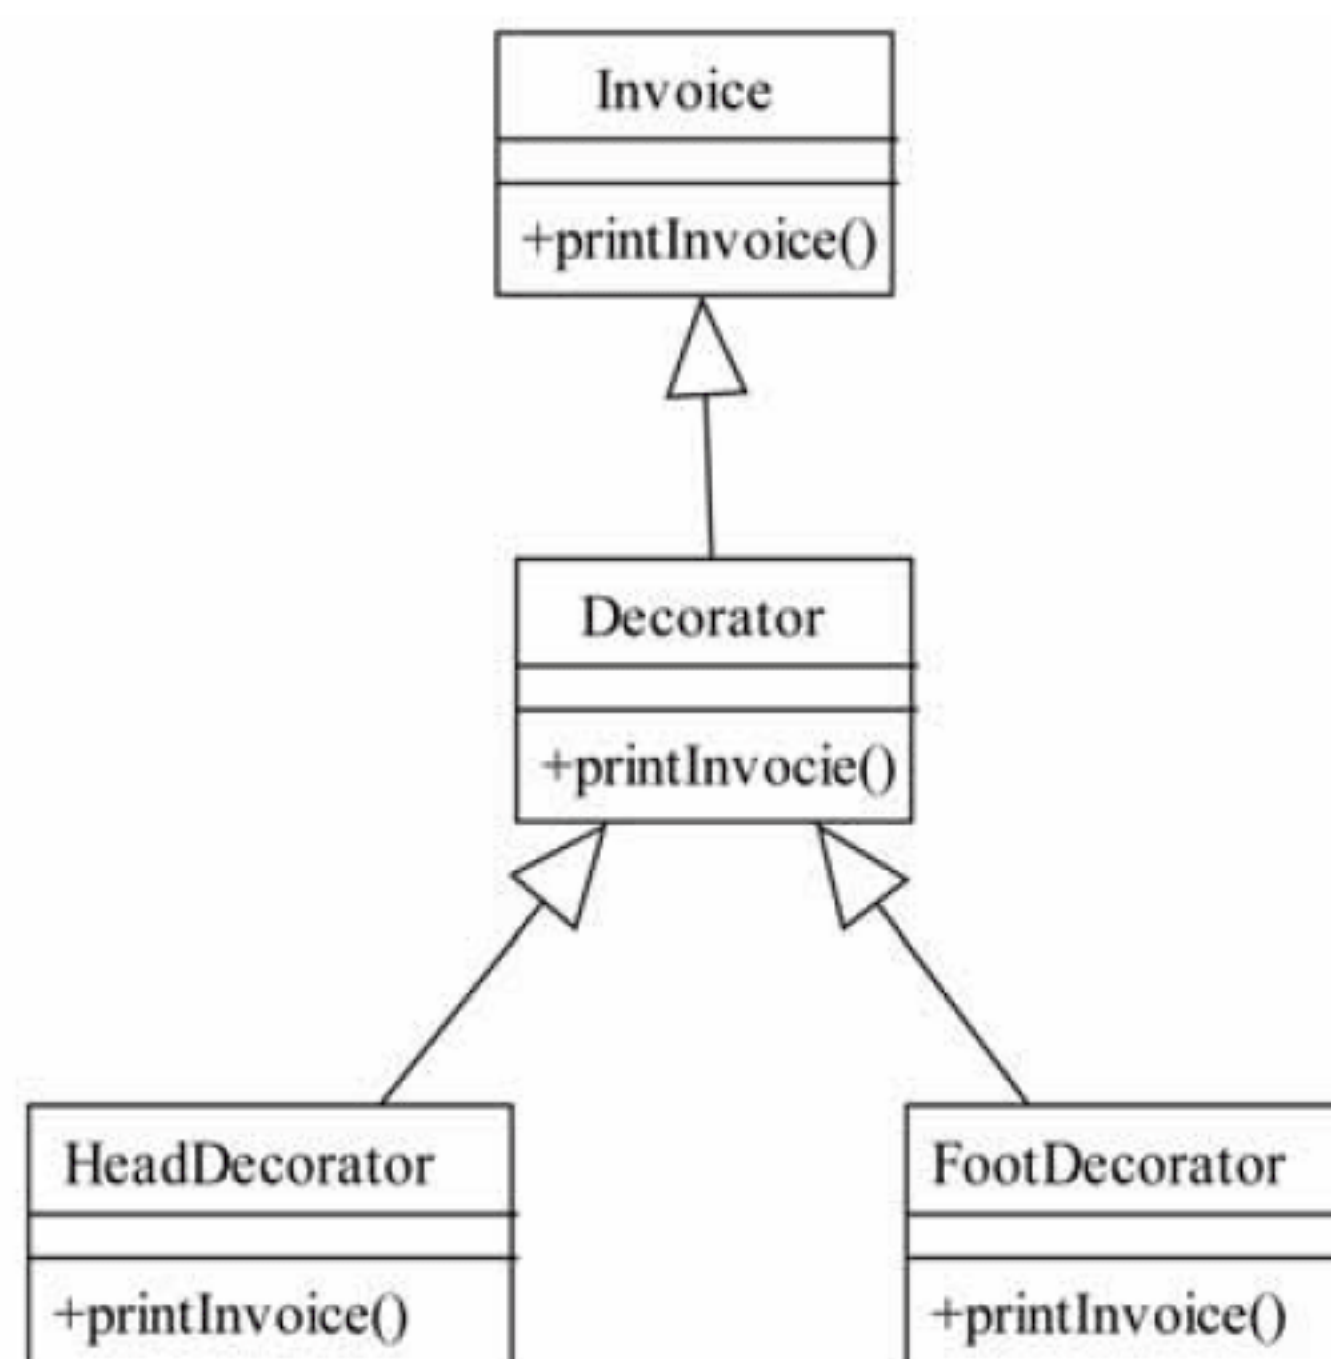 Invoice
+printInvoice()
Decorator
+printInvocie()
HeadDecorator
FootDecorator
+printInvoice()
+printInvoice()